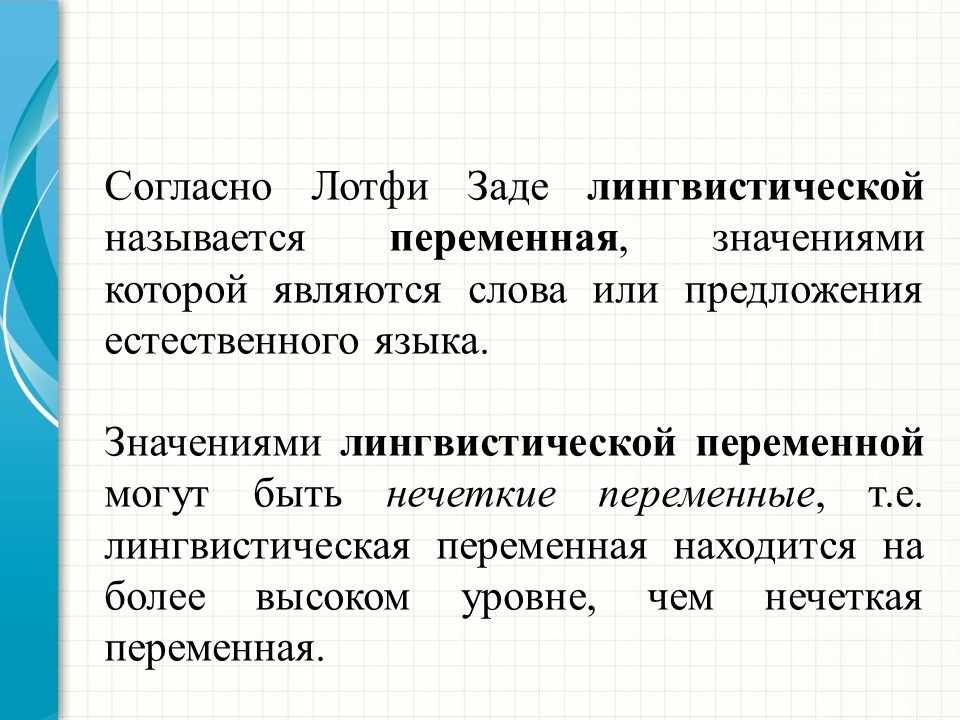 Согласно Лотфи Заде лингвистической
называется переменная, значениями
которой являются слова или предложения
естественного языка.
Значениями лингвистической переменной
могут быть нечеткие переменные, т.е.
лингвистическая переменная находится на
более высоком уровне, чем нечеткая
переменная.